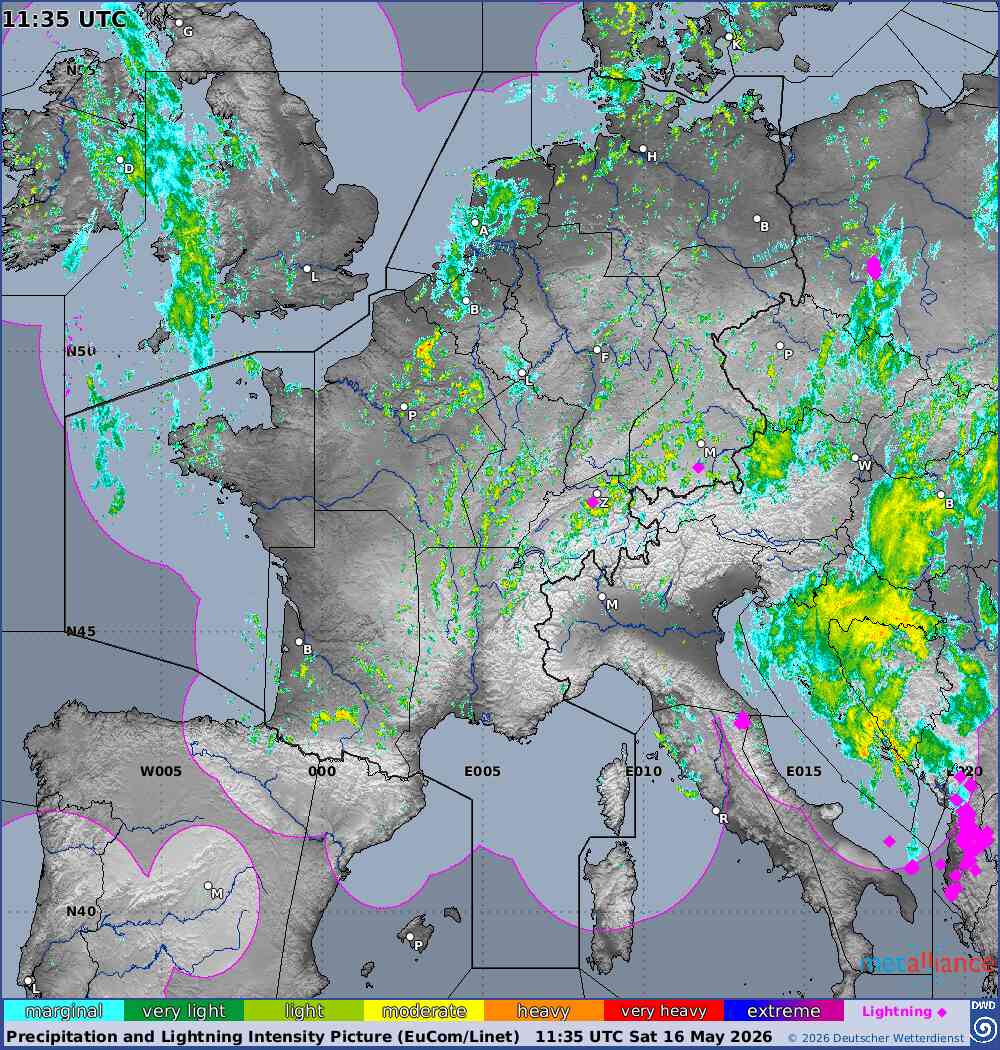 11:35 UTC
G
K
N55
D
H
A
B
L
B
N50
F
P
L
P
M
W
Z
B
M
N45
B
W005
000
E005
E010
E015
E020
R
M
N40
P
L
metalliance
marginal very light light moderate heavy very heavy extreme Lightning
DWD
Precipitation and Lightning Intensity Picture (EuCom/Linet) 11:35 UTC Sat 16 May 2026 © 2026 Deutscher Wetterdienst